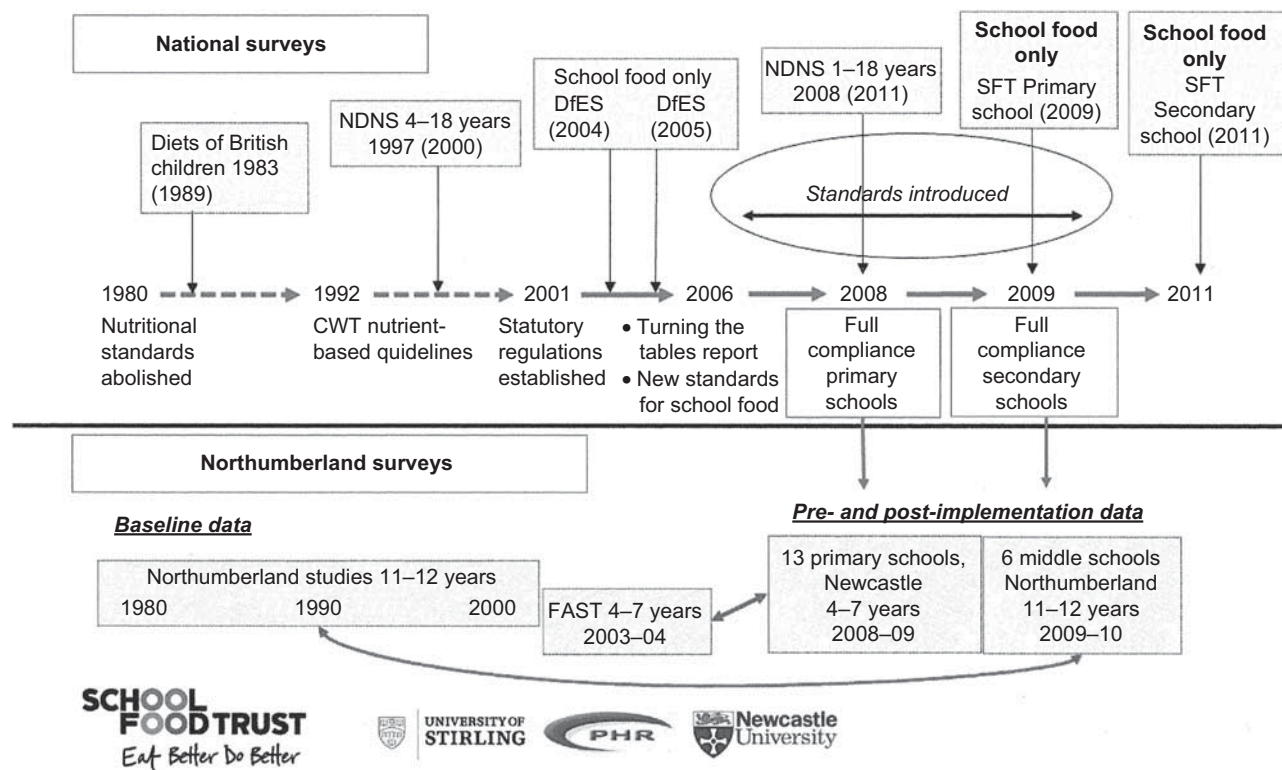 National surveys
Diets of British
children 1983
(1989)
NDNS 4–18 years
1997 (2000)
School food only
DfES DfES
(2004) (2005)
NDNS 1–18 years
2008 (2011)
School food
only
SFT Primary
school (2009)
School food
only
SFT
Secondary
school (2011)
Standards introduced
1980 1992 2001 2006 2008 2009 2011
Nutritional
standards
abolished
CWT nutrient-
based quidelines
Statutory
regulations
established
• Turning the
tables report
• New standards
for school food
Full
compliance
primary
schools
Full
compliance
secondary
schools
Northumberland surveys
Baseline data
Northumberland studies 11–12 years
1980 1990 2000
FAST 4–7 years
2003–04
Pre- and post-implementation data
13 primary schools,
Newcastle
4–7 years
2008–09
6 middle schools
Northumberland
11–12 years
2009–10
SCHOOL
FOOD TRUST
Eat Better Do Better
UNIVERSITY OF
STIRLING
PHR
Newcastle
University